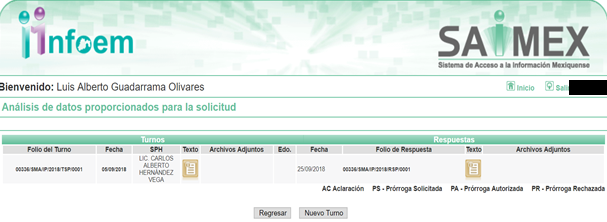 infoem
SAIMEX
Sistema de Acceso a la Información Mexiquense
Bienvenido: Luis Alberto Guadarrama Olivares
Inicio Sali
Análisis de datos proporcionados para la solicitud
Turnos Respuestas
Folio del Turno Fecha SPH Texto Archivos Adjuntos Edo. Fecha Folio de Respuesta Texto Archivos Adjuntos
00336/SMA/IP/2018/TSP/0001 05/09/2018 LIC. CARLOS ALBERTO HERNÁNDEZ VEGA 25/09/2018 00336/SMA/IP/2018/RSP/0001
AC Aclaración PS - Prórroga Solicitada PA - Prórroga Autorizada PR - Prórroga Rechazada
Regresar Nuevo Turno